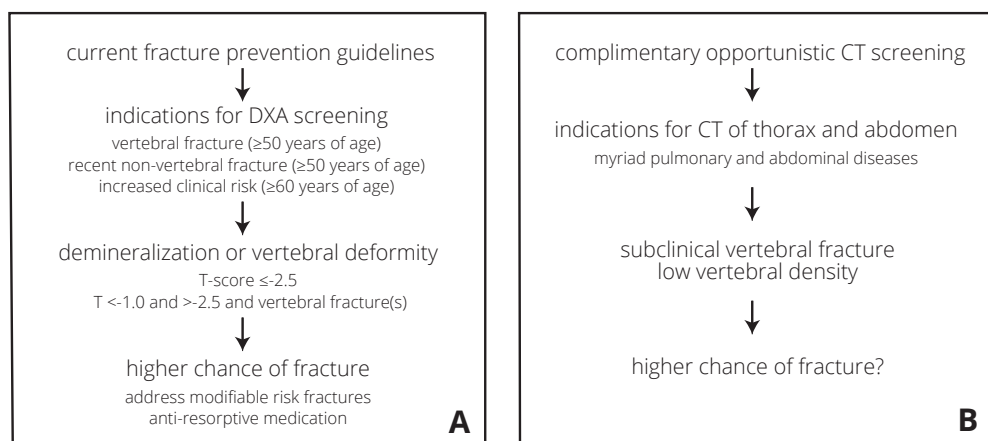 current fracture prevention guidelines
indications for DXA screening
vertebral fracture (≥50 years of age)
recent non-vertebral fracture (≥50 years of age)
increased clinical risk (≥60 years of age)
demineralization or vertebral deformity
T-score ≤-2.5
T <-1.0 and >-2.5 and vertebral fracture(s)
higher chance of fracture
address modifiable risk fractures
anti-resorptive medication
A
complimentary opportunistic CT screening
indications for CT of thorax and abdomen
myriad pulmonary and abdominal diseases
subclinical vertebral fracture
low vertebral density
higher chance of fracture?
B